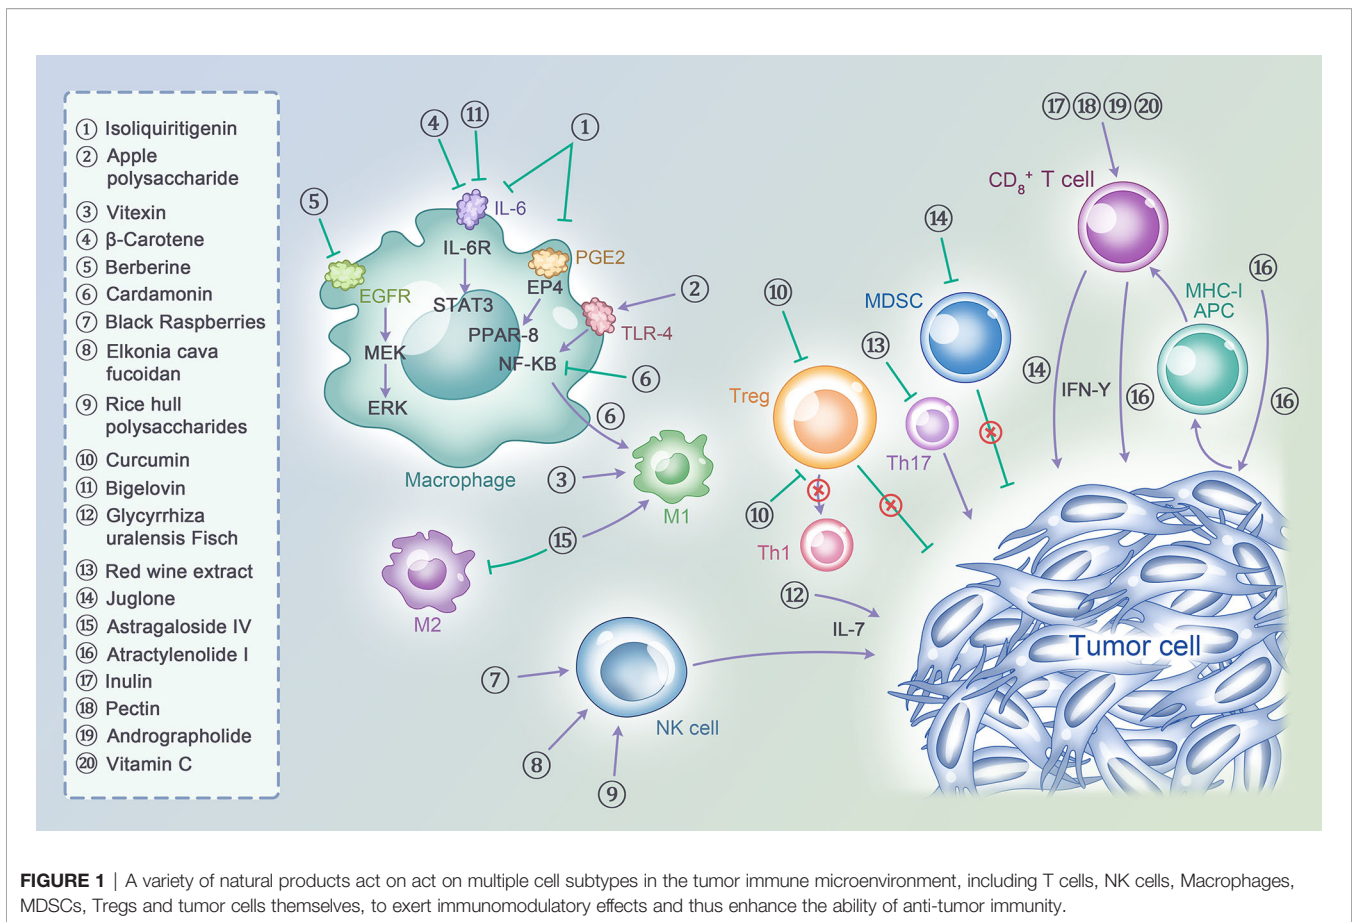 ① Isoliquiritigenin
② Apple
polysaccharide
③ Vitexin
④ β-Carotene
⑤ Berberine
⑥ Cardamonin
⑦ Black Raspberries
⑧ Elkonia cava
fucoidan
⑨ Rice hull
polysaccharides
⑩ Curcumin
⑪ Bigelovin
⑫ Glycyrrhiza
uralensis Fisch
⑬ Red wine extract
⑭ Juglone
⑮ Astragaloside IV
⑯ Atractylenolide I
⑰ Inulin
⑱ Pectin
⑲ Andrographolide
⑳ Vitamin C
④ ⑪ ①
⑤
IL-6
IL-6R
PGE2
EP4
EGFR
STAT3
②
TLR-4
PPAR-8
MEK
NF-KB
⑥
ERK
⑥
Macrophage
③
M1
⑮
M2
⑦
⑧
⑨
NK cell
⑩
Treg
⑩
Th1
⑫
IL-7
⑬
Th17
⑭
MDSC
⑰ ⑱ ⑲ ⑳
CD8+ T cell
⑯
MHC-I
APC
⑭
IFN-Y
⑯
⑯
Tumor cell
FIGURE 1 | A variety of natural products act on act on multiple cell subtypes in the tumor immune microenvironment, including T cells, NK cells, Macrophages,
MDSCs, Tregs and tumor cells themselves, to exert immunomodulatory effects and thus enhance the ability of anti-tumor immunity.